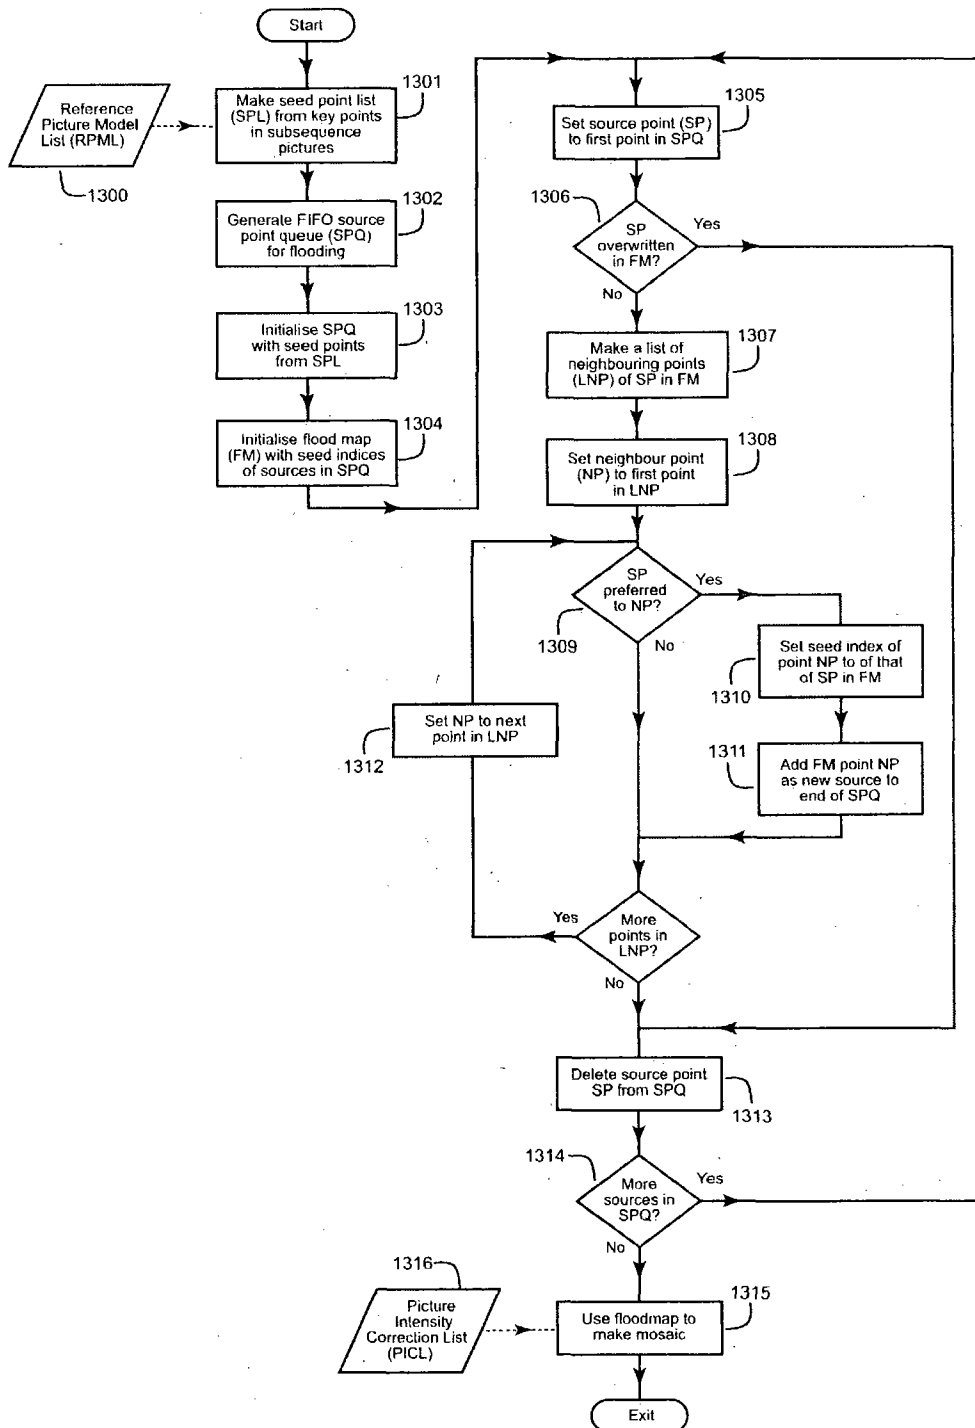 Start
Reference
Picture Model
List (RPML)
1300
1301
Make seed point list
(SPL) from key points
in subsequence
pictures
1302
Generate FIFO source
point queue (SPQ)
for flooding
1303
Initialise SPQ
with seed points
from SPL
1304
Initialise flood map
(FM) with seed indices
of sources in SPQ
1305
Set source point (SP)
to first point in SPQ
1306
SP
overwritten
in FM?
Yes
No
1307
Make a list of
neighbouring points
(LNP) of SP in FM
1308
Set neighbour point
(NP) to first point
in LNP
SP
preferred
to NP?
Yes
1309
No
Set seed index of
point NP to of that
of SP in FM
1310
Set NP to next
point in LNP
1312
1311
Add FM point NP
as new source to
end of SPQ
More
points in
LNP?
Yes
No
Delete source point
SP from SPQ
1313
1314
More
sources in
SPQ?
Yes
No
1316
Picture
Intensity
Correction List
(PICL)
1315
Use floodmap to
make mosaic
Exit